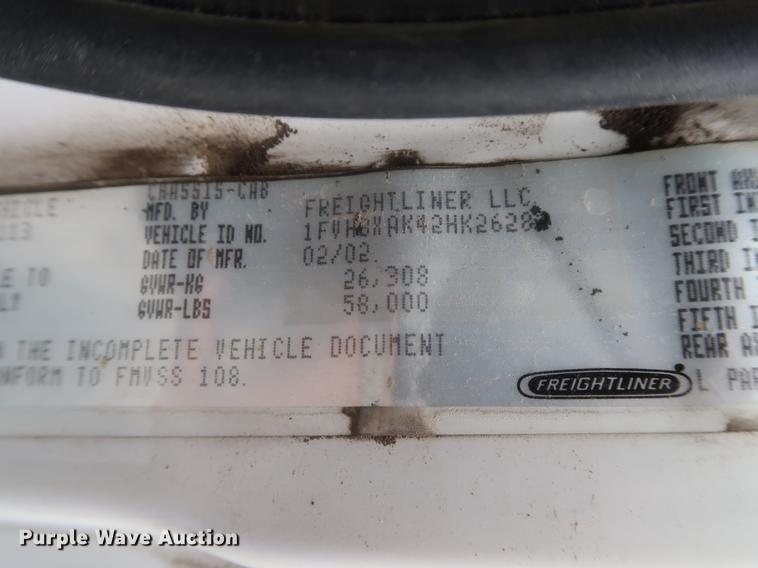 CHASSIS-CAB
MFD. BY FREIGHTLINER LLC
VEHICLE ID NO.
DATE OF MFR. 02/02.
GVWR-KG 26,308
GVWR-LBS 58,000
THE INCOMPLETE VEHICLE DOCUMENT
TO FMVSS 108.
FREIGHTLINER
FRONT
FIRST
SECOND
THIRD
FOURTH
FIFTH
REAR
Purple Wave Auction